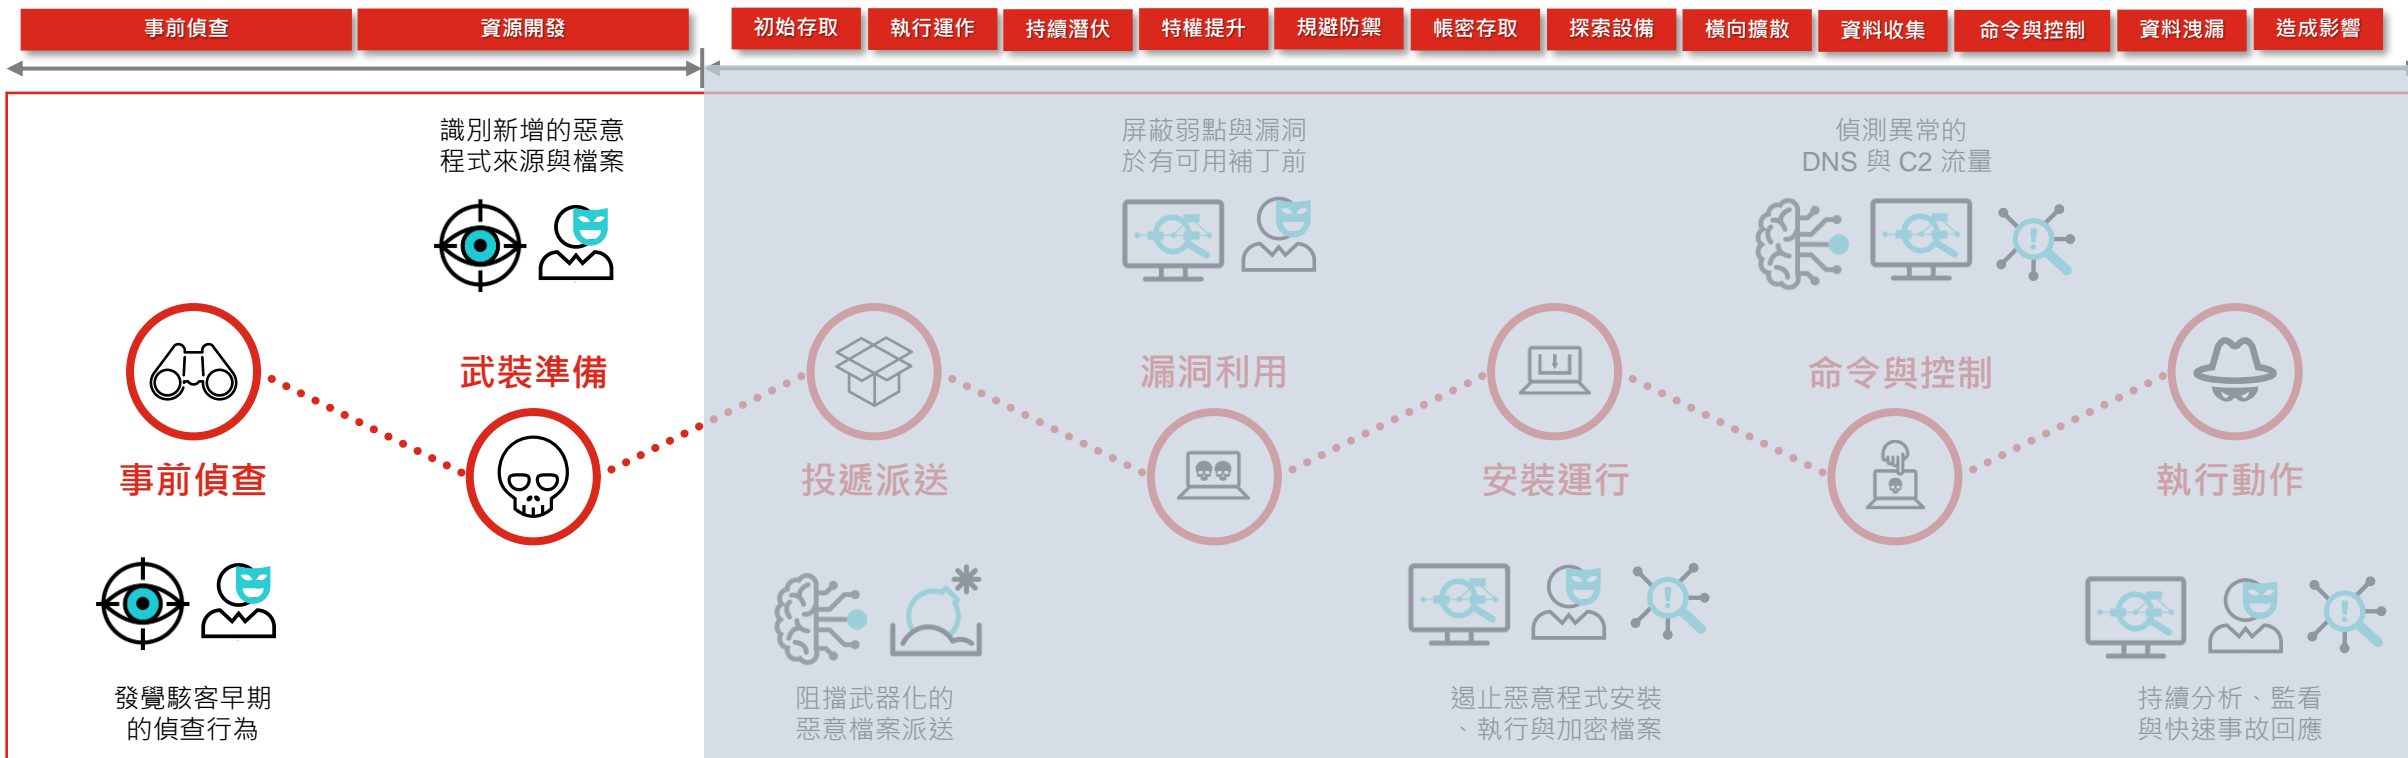 事前偵查
資源開發
初始存取
執行運作
持續潛伏
特權提升
規避防禦
帳密存取
探索設備
橫向擴散
資料收集
命令與控制
資料洩漏
造成影響
識別新增的惡意
程式來源與檔案
屏蔽弱點與漏洞
於有可用補丁前
偵測異常的
DNS 與 C2 流量
武裝準備
漏洞利用
命令與控制
事前偵查
投遞派送
安裝運行
執行動作
發覺駭客早期
的偵查行為
阻擋武器化的
惡意檔案派送
遏止惡意程式安裝
、執行與加密檔案
持續分析、監看
與快速事故回應